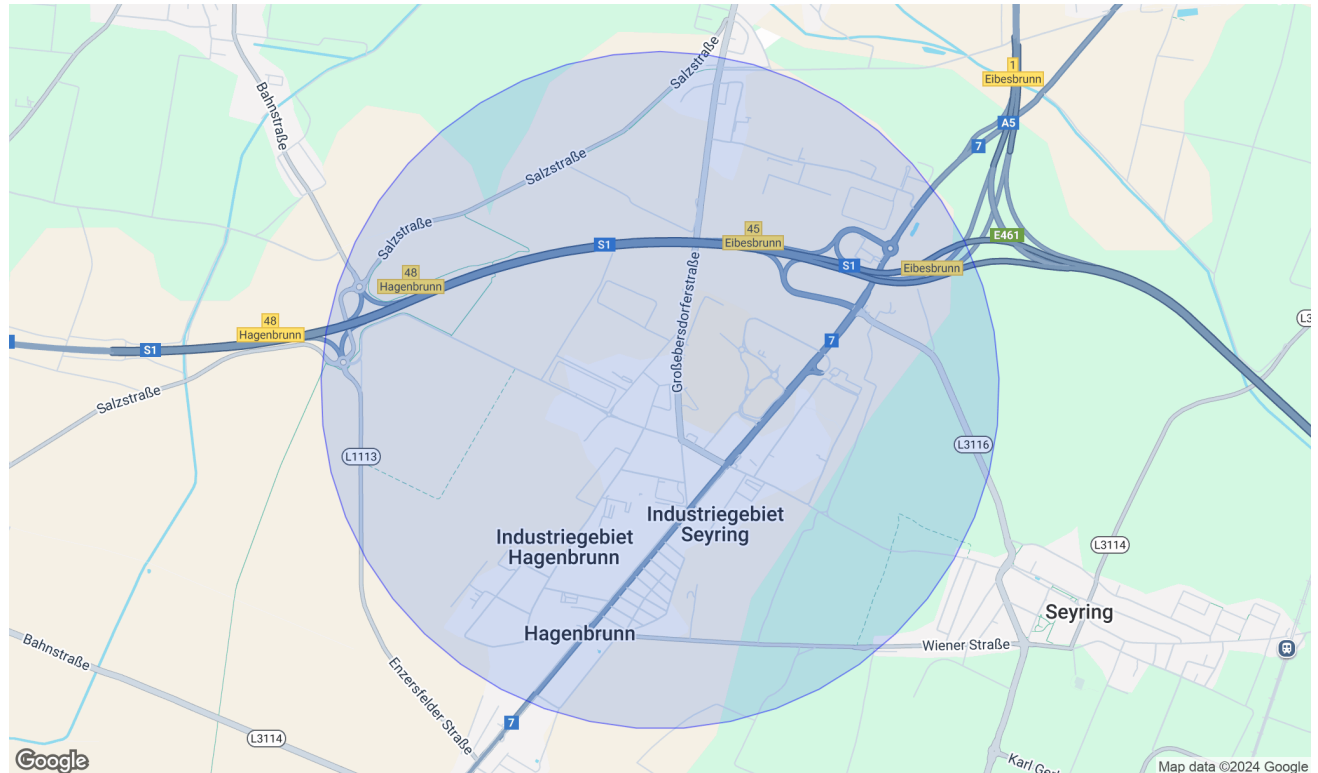 Salzstraße
1
Eibesbrunn
Bahnstraße
A5
7
Salzstraße
Salzstraße
45
Eibesbrunn
E461
S1
S1
Eibesbrunn
48
Hagenbrunn
48
Hagenbrunn
L3
S1
7
Großebersdorferstraße
Salzstraße
L1113
L3116
Industriegebiet
Seyring
Industriegebiet
Hagenbrunn
L3114
Seyring
Hagenbrunn
Wiener Straße
Bahnstraße
Enzersfelder Straße
7
L3114
Google
Karl Ge
Map data ©2024 Google